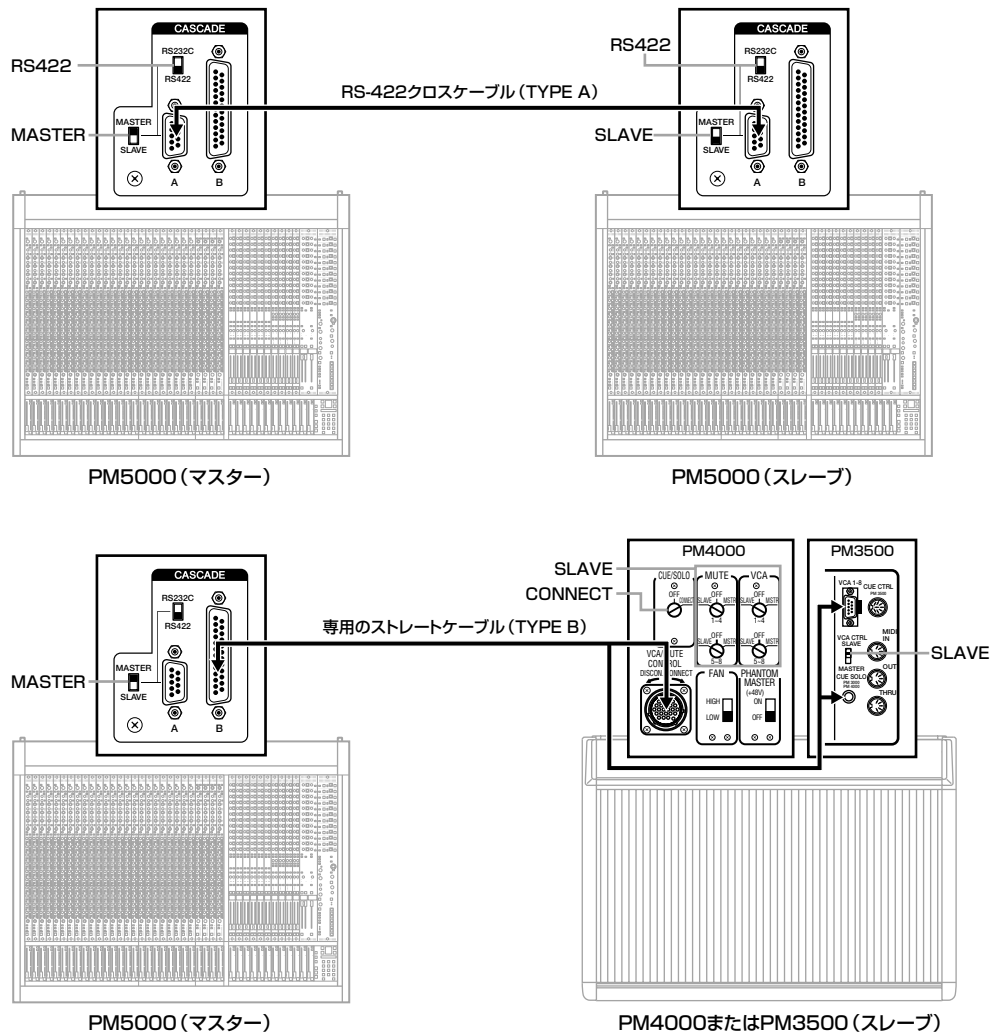 CASCADE
RS232C
RS422
RS422
MASTER
MASTER
SLAVE
A
B
RS-422クロスケーブル（TYPE A）
CASCADE
RS232C
RS422
RS422
MASTER
SLAVE
SLAVE
A
B
PM5000（マスター）
PM5000（スレーブ）
CASCADE
RS232C
RS422
MASTER
MASTER
SLAVE
A
B
専用のストレートケーブル（TYPE B）
SLAVE
CONNECT
PM4000
CUE/SOLO
OFF
CONNECT
MUTE
OFF
SLAVE
MSTR
1~4
OFF
SLAVE
MSTR
5~8
VCA
OFF
SLAVE
MSTR
1~4
OFF
SLAVE
MSTR
5~8
VCA/MUTE
CONTROL
DISCON.
CONNECT
FAN
HIGH
LOW
PHANTOM
MASTER
(+48V)
ON
OFF
PM3500
VCA 1-8
CUE CTRL
PM 3500
VCA CTRL
SLAVE
MASTER
CUE SOLO
PM 3000
PM 4000
MIDI
IN
OUT
THRU
SLAVE
PM5000（マスター）
PM4000またはPM3500（スレーブ）